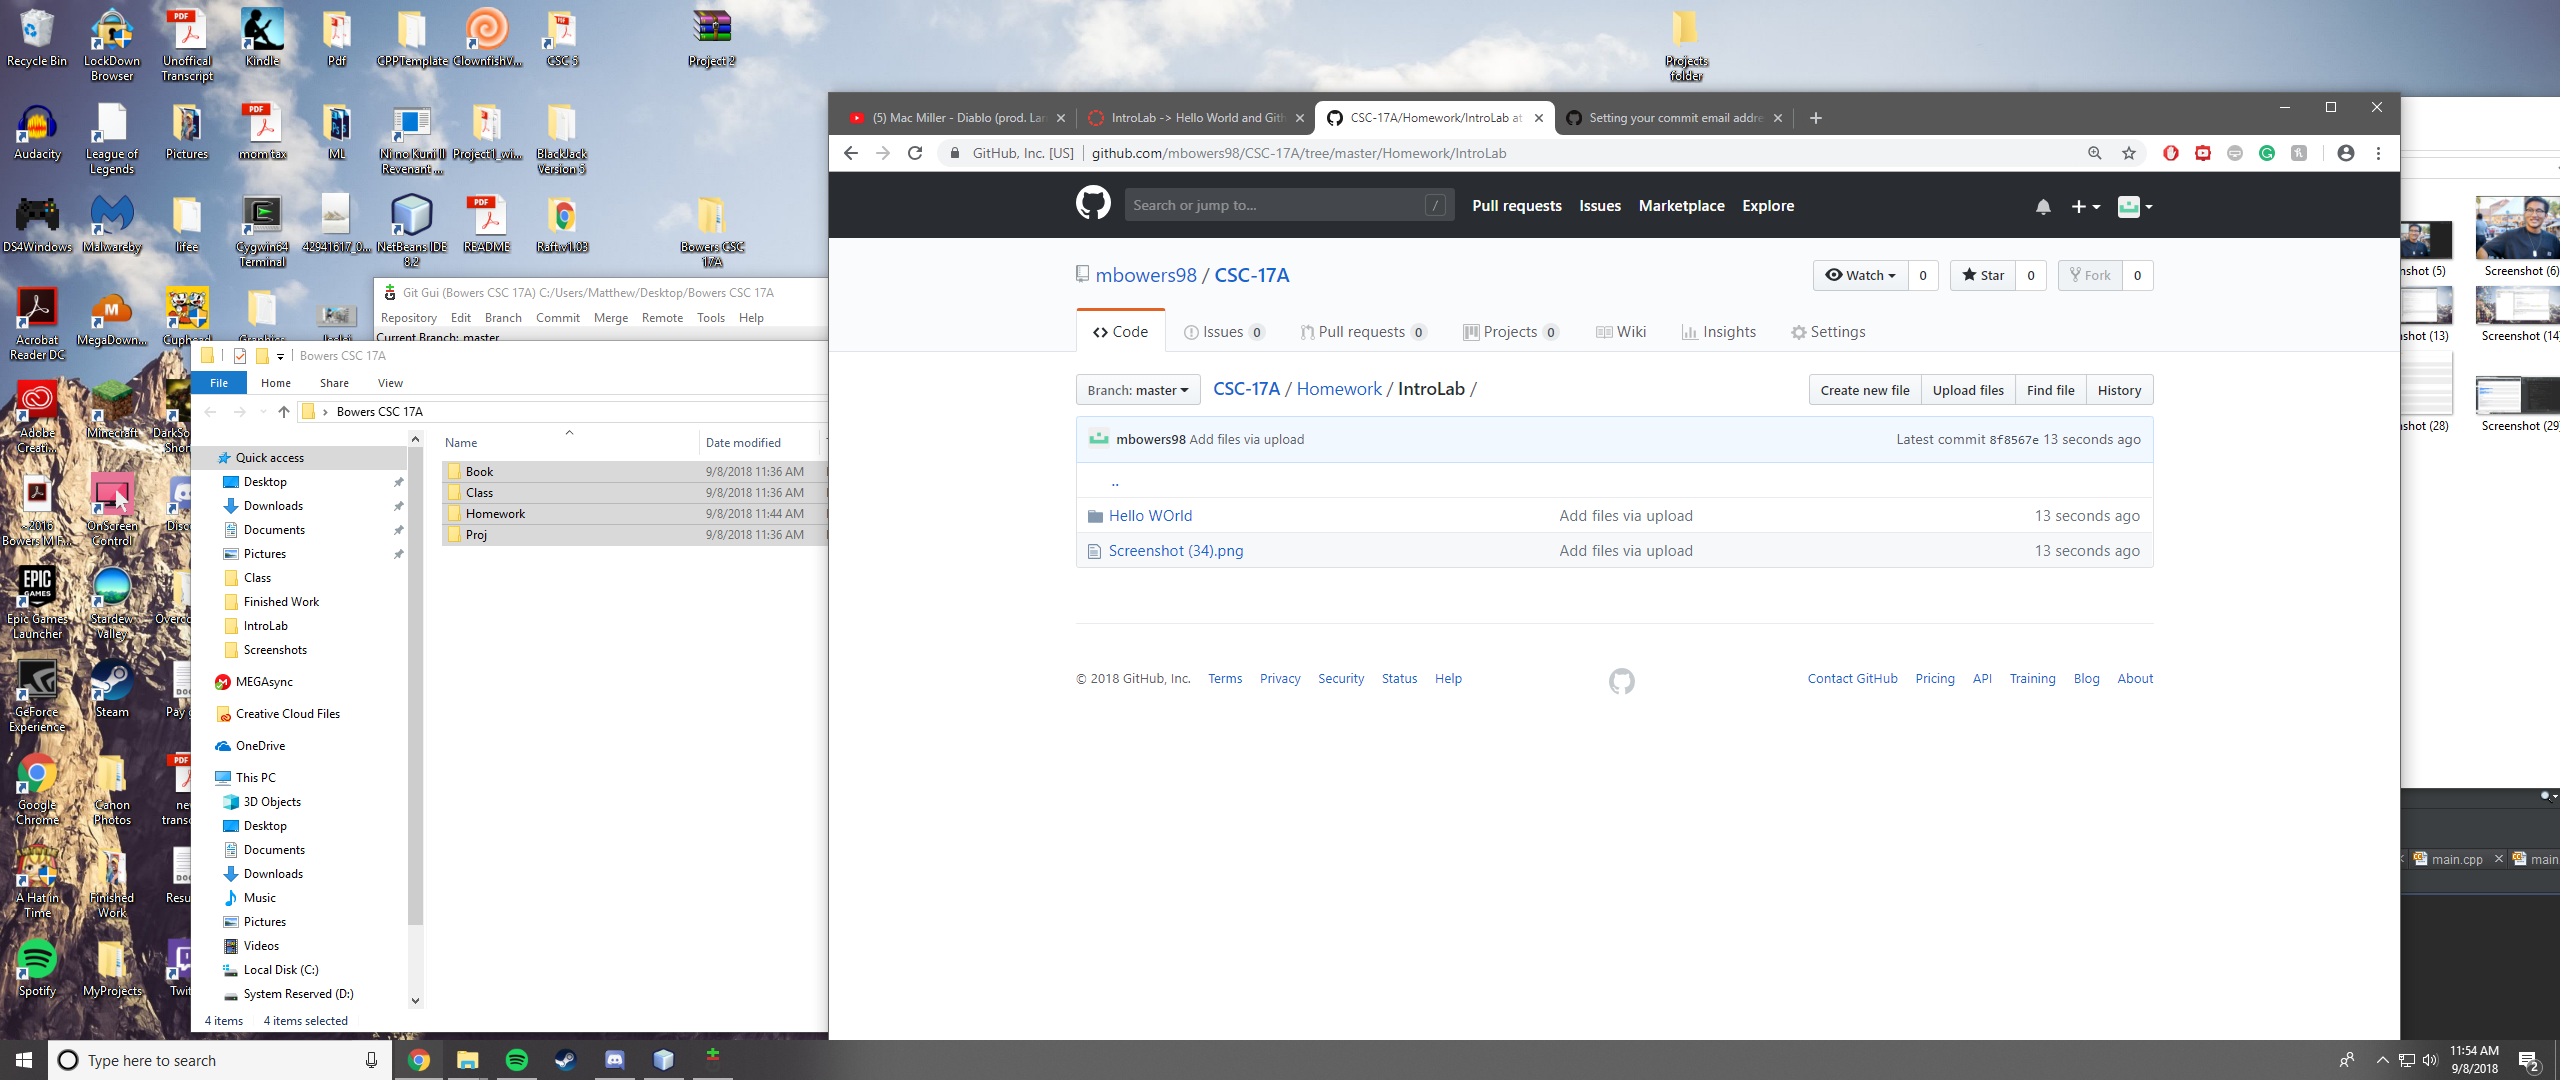 Recycle Bin
LockDown Browser
Unoffical Transcript
Kindle
Pdf
CPPTemplate
ClownfishV...
CSC 5
Project 2
Projects folder
Audacity
League of Legends
Pictures
mom tax
ML
Ni no Kuni II Revenant ...
Project1_wi...
BlackJack Version 5
DS4Windows
Malwareby
lifee
Cygwin64 Terminal
42941617_0...
NetBeans IDE 8.2
README
Raft.v1.03
Bowers CSC 17A
Acrobat Reader DC
MegaDown...
Cuphead
Adobe Creati...
Minecraft
DarkSo
Shor
~2016 Bowers M F...
OnScreen Control
Disco
Epic Games Launcher
Stardew Valley
Overco
GeForce Experience
Steam
Pay
Google Chrome
Canon Photos
ne
transc
A Hat in Time
Finished Work
Resu
Spotify
MyProjects
Twit
Git Gui (Bowers CSC 17A) C:/Users/Matthew/Desktop/Bowers CSC 17A
Repository Edit Branch Commit Merge Remote Tools Help
Current Branch: master
Bowers CSC 17A
File Home Share View
Bowers CSC 17A
Name Date modified
Book 9/8/2018 11:36 AM
Class 9/8/2018 11:36 AM
Homework 9/8/2018 11:44 AM
Proj 9/8/2018 11:36 AM
Quick access
Desktop
Downloads
Documents
Pictures
Class
Finished Work
IntroLab
Screenshots
MEGAsync
Creative Cloud Files
OneDrive
This PC
3D Objects
Desktop
Documents
Downloads
Music
Pictures
Videos
Local Disk (C:)
System Reserved (D:)
4 items 4 items selected
(5) Mac Miller - Diablo (prod. Lar
IntroLab -> Hello World and Gith
CSC-17A/Homework/IntroLab at
Setting your commit email addre
GitHub, Inc. [US] github.com/mbowers98/CSC-17A/tree/master/Homework/IntroLab
Search or jump to... /
Pull requests Issues Marketplace Explore
mbowers98 / CSC-17A
Watch 0 Star 0 Fork 0
Code Issues 0 Pull requests 0 Projects 0 Wiki Insights Settings
Branch: master CSC-17A / Homework / IntroLab /
Create new file Upload files Find file History
mbowers98 Add files via upload Latest commit 8f8567e 13 seconds ago
..
Hello WOrld Add files via upload 13 seconds ago
Screenshot (34).png Add files via upload 13 seconds ago
© 2018 GitHub, Inc. Terms Privacy Security Status Help
Contact GitHub Pricing API Training Blog About
nshot (5) Screenshot (6)
hot (13) Screenshot (14)
hot (28) Screenshot (29)
main.cpp main
Type here to search
11:54 AM
9/8/2018
2